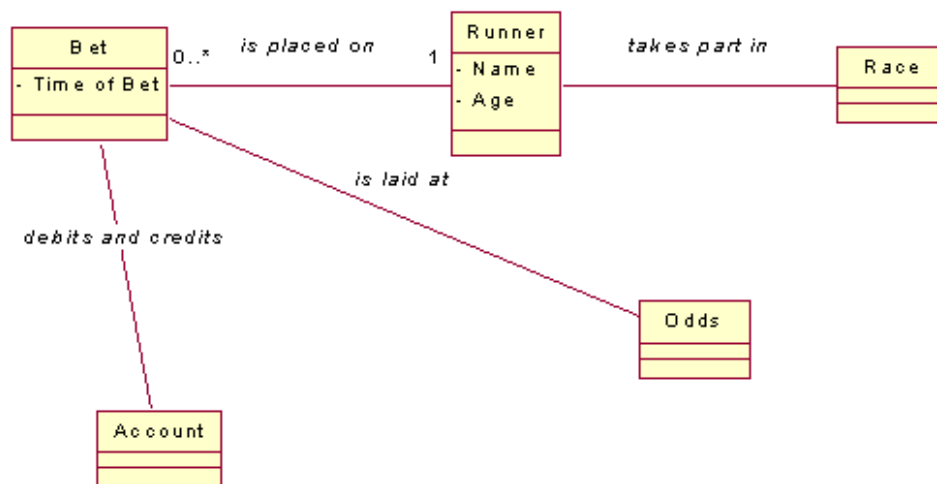 Bet
- Time of Bet
0..*
is placed on
1
Runner
- Name
- Age
takes part in
Race
is laid at
debits and credits
Odds
Account